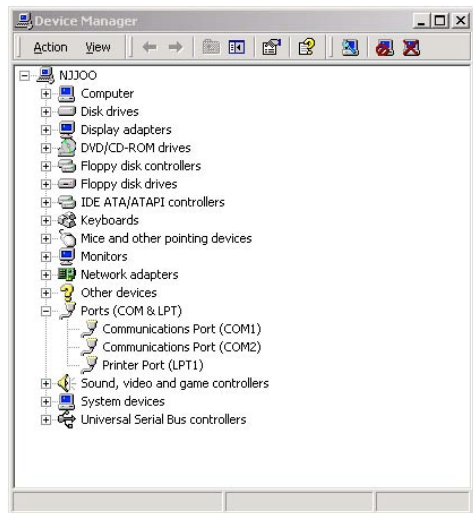 Device Manager
Action View
NJJOO
Computer
Disk drives
Display adapters
DVD/CD-ROM drives
Floppy disk controllers
Floppy disk drives
IDE ATA/ATAPI controllers
Keyboards
Mice and other pointing devices
Monitors
Network adapters
Other devices
Ports (COM & LPT)
Communications Port (COM1)
Communications Port (COM2)
Printer Port (LPT1)
Sound, video and game controllers
System devices
Universal Serial Bus controllers